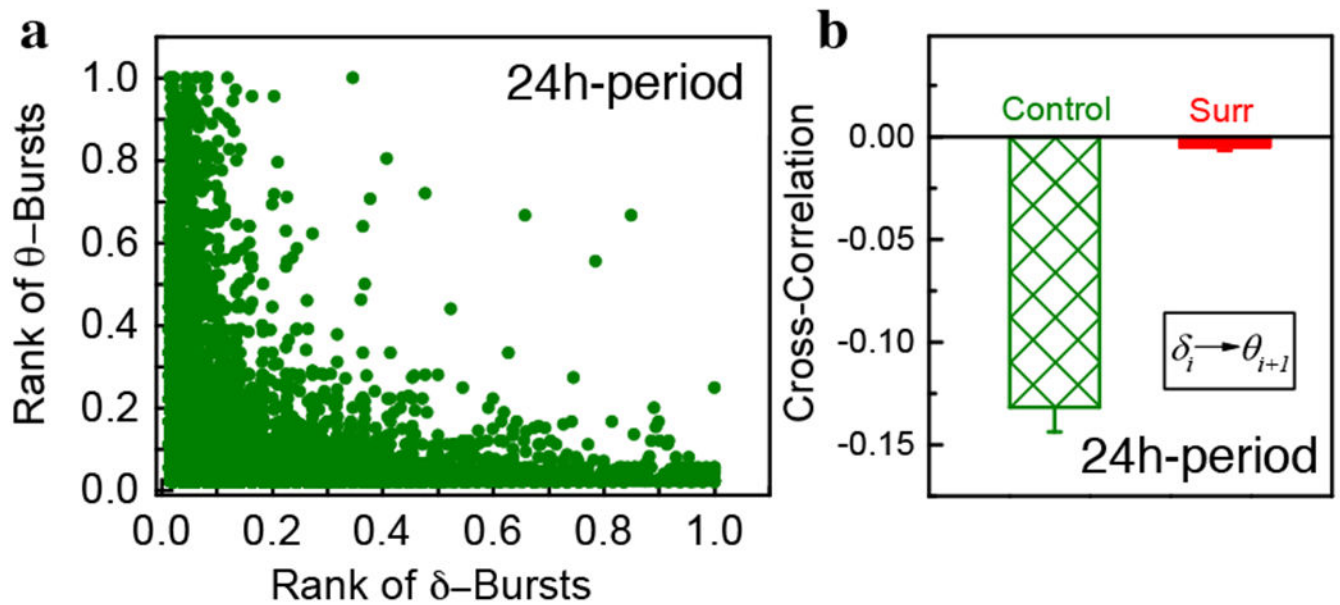 a
24h-period
Rank of θ–Bursts
1.0
0.8
0.6
0.4
0.2
0.0
0.0 0.2 0.4 0.6 0.8 1.0
Rank of δ–Bursts
b
Control Surr
Cross-Correlation
0.00
-0.05
-0.10
-0.15
δi→θi+1
24h-period